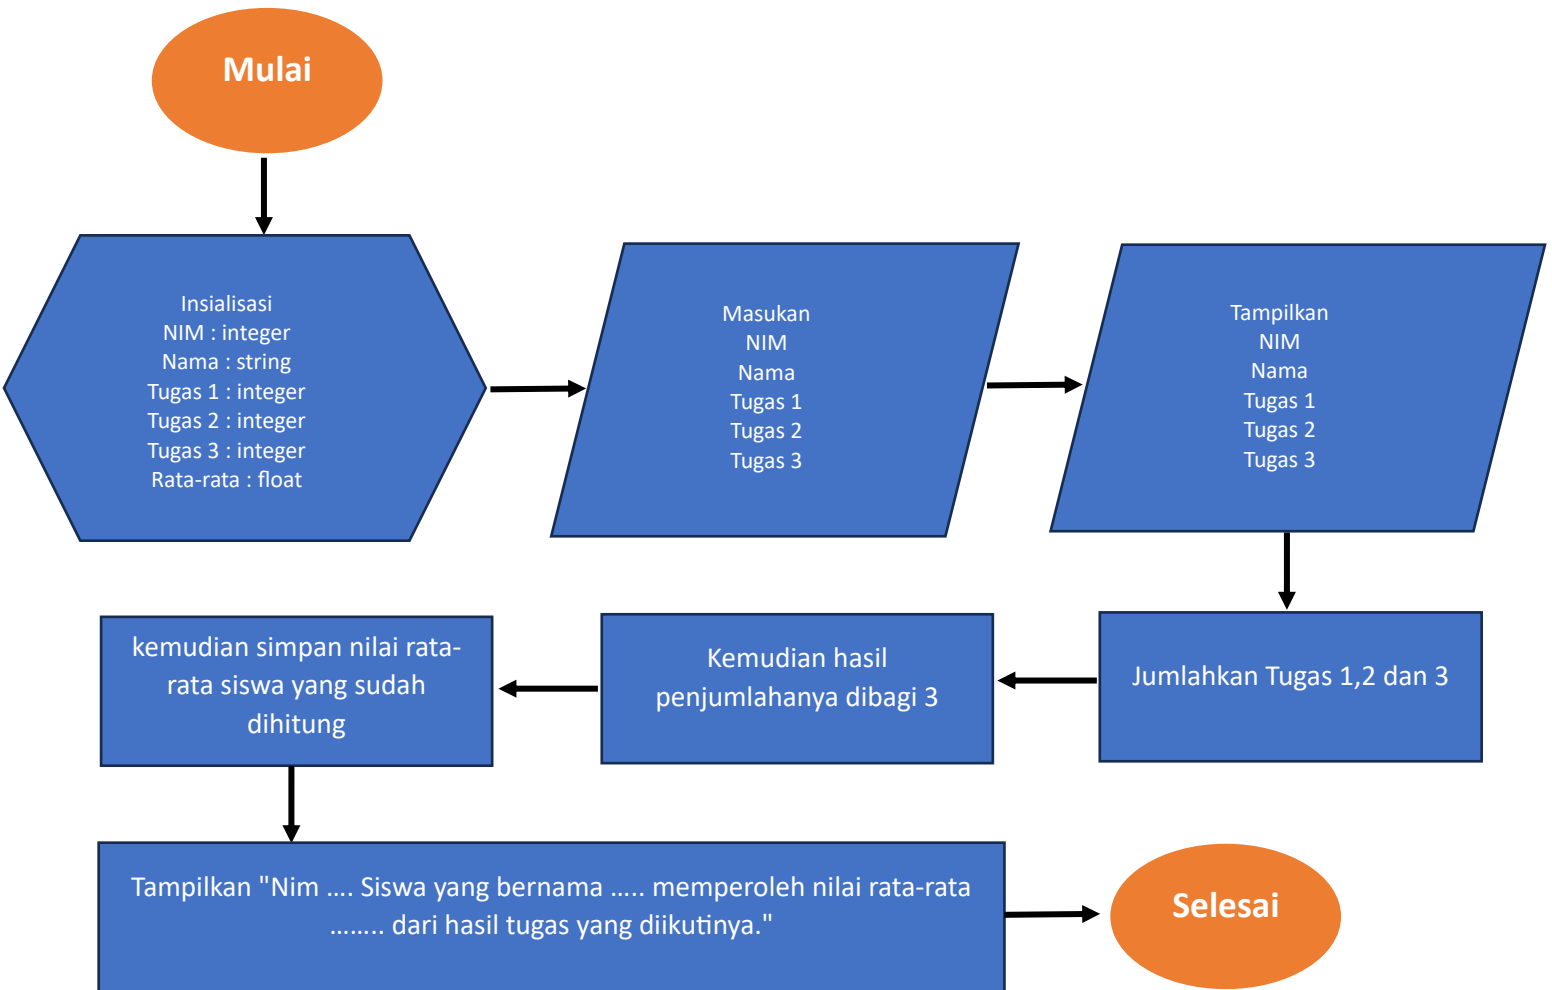 Mulai
Insialisasi
NIM : integer
Nama : string
Tugas 1 : integer
Tugas 2 : integer
Tugas 3 : integer
Rata-rata : float
Masukan
NIM
Nama
Tugas 1
Tugas 2
Tugas 3
Tampilkan
NIM
Nama
Tugas 1
Tugas 2
Tugas 3
Jumlahkan Tugas 1,2 dan 3
Kemudian hasil
penjumlahanya dibagi 3
kemudian simpan nilai rata-
rata siswa yang sudah
dihitung
Tampilkan "Nim .... Siswa yang bernama ..... memperoleh nilai rata-rata
........ dari hasil tugas yang diikutinya."
Selesai